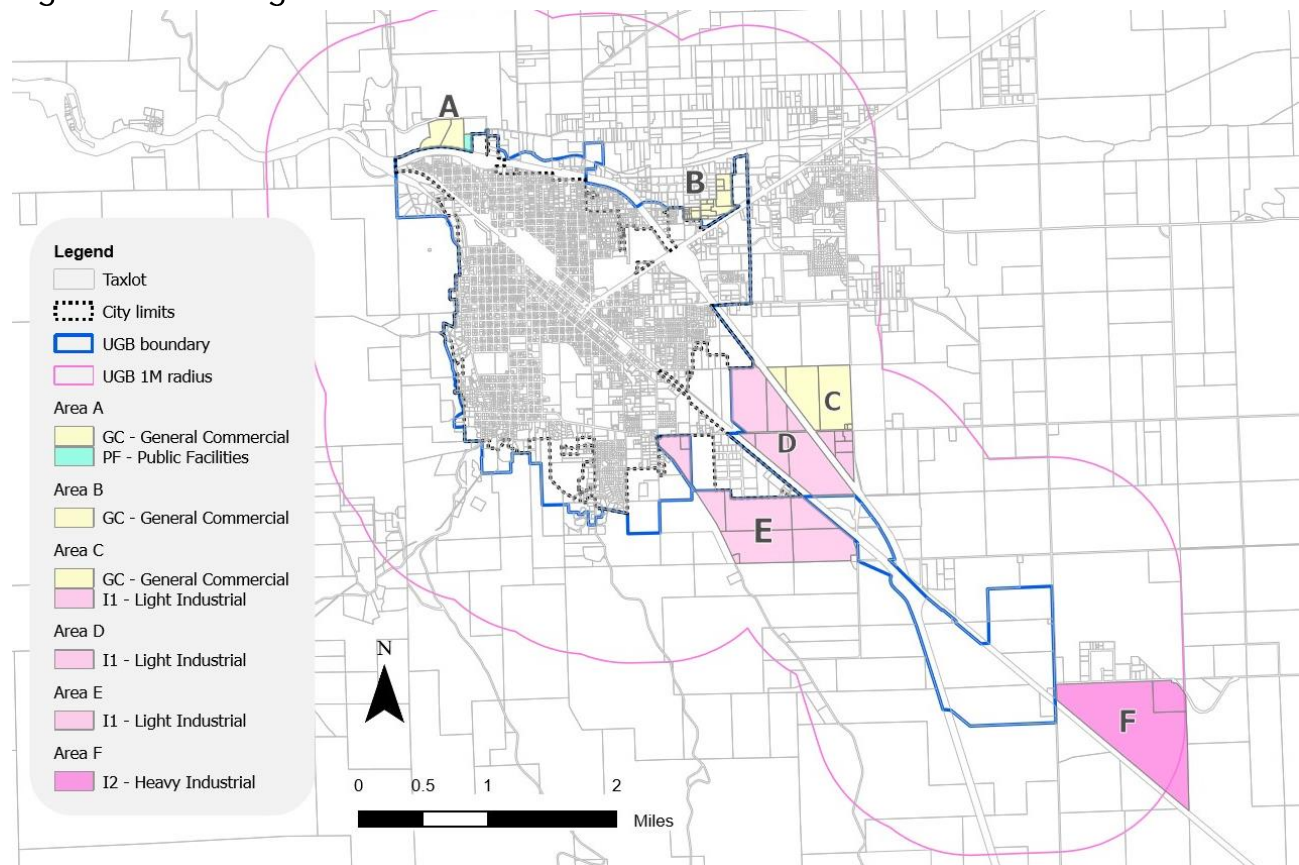 A
B
C
D
E
F
Legend
Taxlot
City limits
UGB boundary
UGB 1M radius
Area A
GC - General Commercial
PF - Public Facilities
Area B
GC - General Commercial
Area C
GC - General Commercial
I1 - Light Industrial
Area D
I1 - Light Industrial
Area E
I1 - Light Industrial
Area F
I2 - Heavy Industrial
N
0 0.5 1 2
Miles